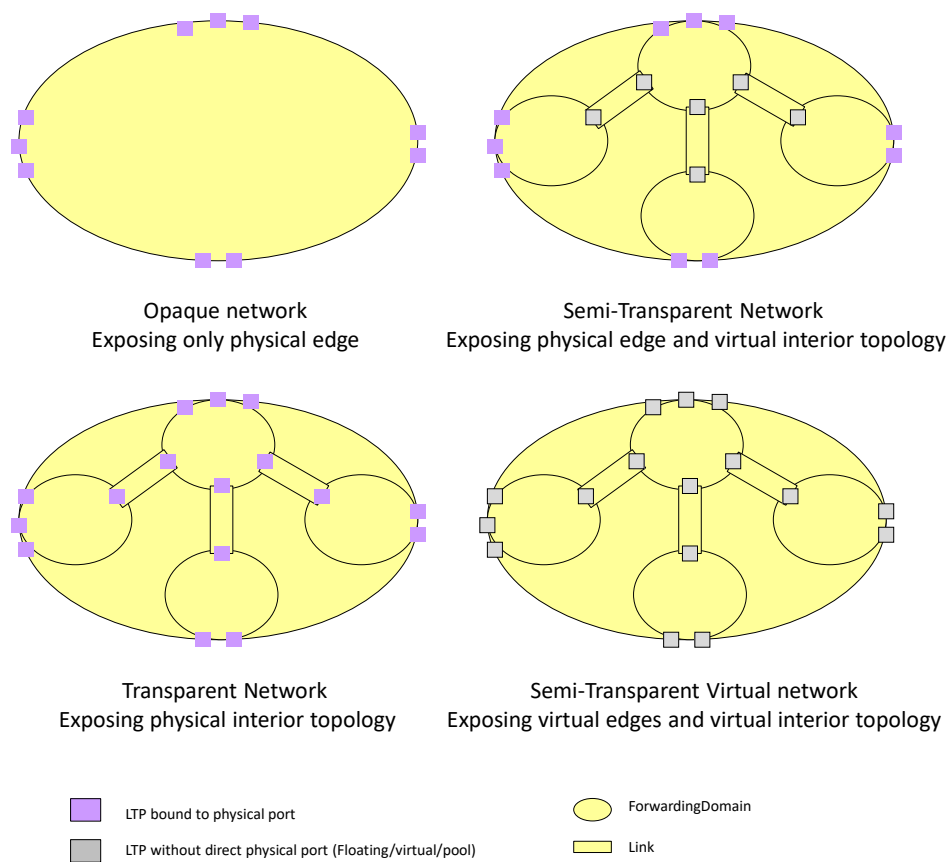 Opaque network
Exposing only physical edge
Semi-Transparent Network
Exposing physical edge and virtual interior topology
Transparent Network
Exposing physical interior topology
Semi-Transparent Virtual network
Exposing virtual edges and virtual interior topology
LTP bound to physical port
ForwardingDomain
LTP without direct physical port (Floating/virtual/pool)
Link